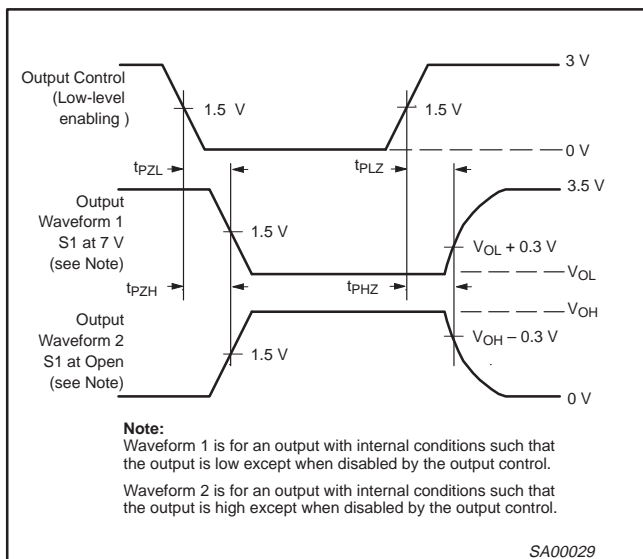 3 V
Output Control
(Low-level
enabling )
1.5 V
1.5 V
0 V
tPZL
tPLZ
3.5 V
Output
Waveform 1
S1 at 7 V
(see Note)
1.5 V
VOL + 0.3 V
VOL
tPZH
tPHZ
VOH
Output
Waveform 2
S1 at Open
(see Note)
1.5 V
VOH – 0.3 V
0 V
Note:
Waveform 1 is for an output with internal conditions such that
the output is low except when disabled by the output control.
Waveform 2 is for an output with internal conditions such that
the output is high except when disabled by the output control.
SA00029